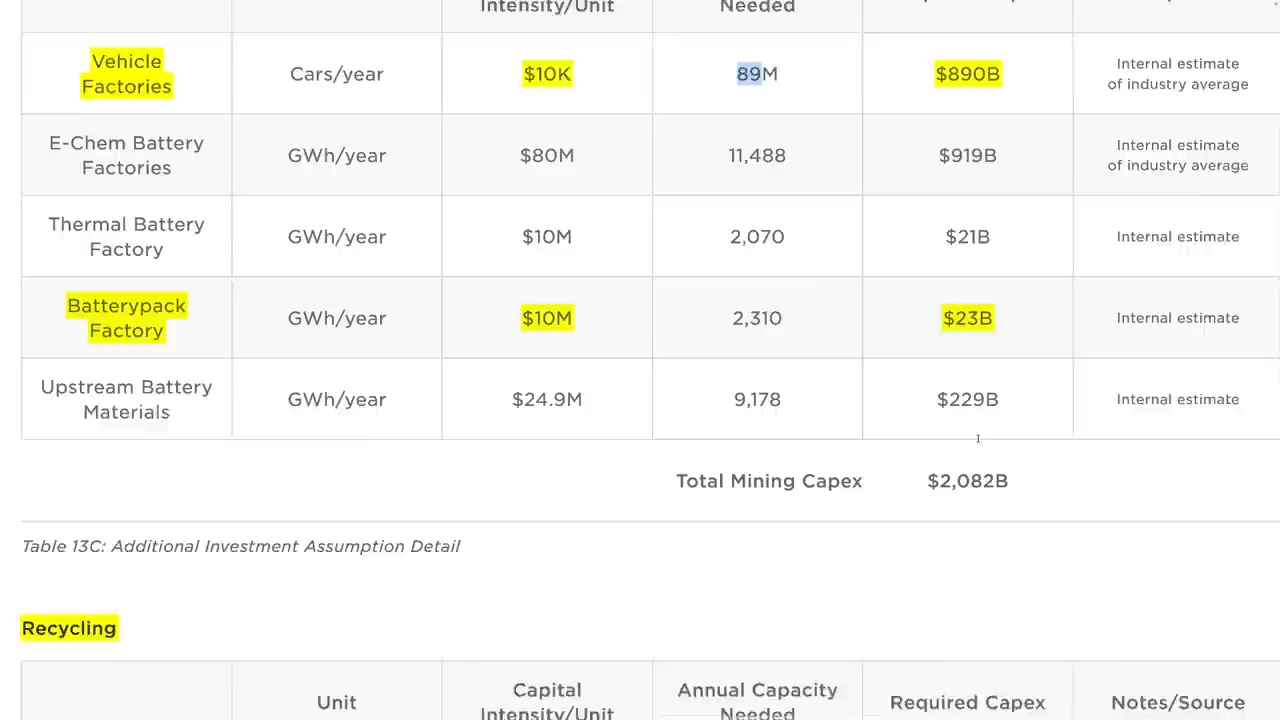 Intensity/Unit
Needed
Vehicle
Factories
Cars/year
$10K
89M
$890B
Internal estimate
of industry average
E-Chem Battery
Factories
GWh/year
$80M
11,488
$919B
Internal estimate
of industry average
Thermal Battery
Factory
GWh/year
$10M
2,070
$21B
Internal estimate
Batterypack
Factory
GWh/year
$10M
2,310
$23B
Internal estimate
Upstream Battery
Materials
GWh/year
$24.9M
9,178
$229B
Internal estimate
Total Mining Capex
$2,082B
Table 13C: Additional Investment Assumption Detail
Recycling
Unit
Capital
Intensity/Unit
Annual Capacity
Needed
Required Capex
Notes/Source